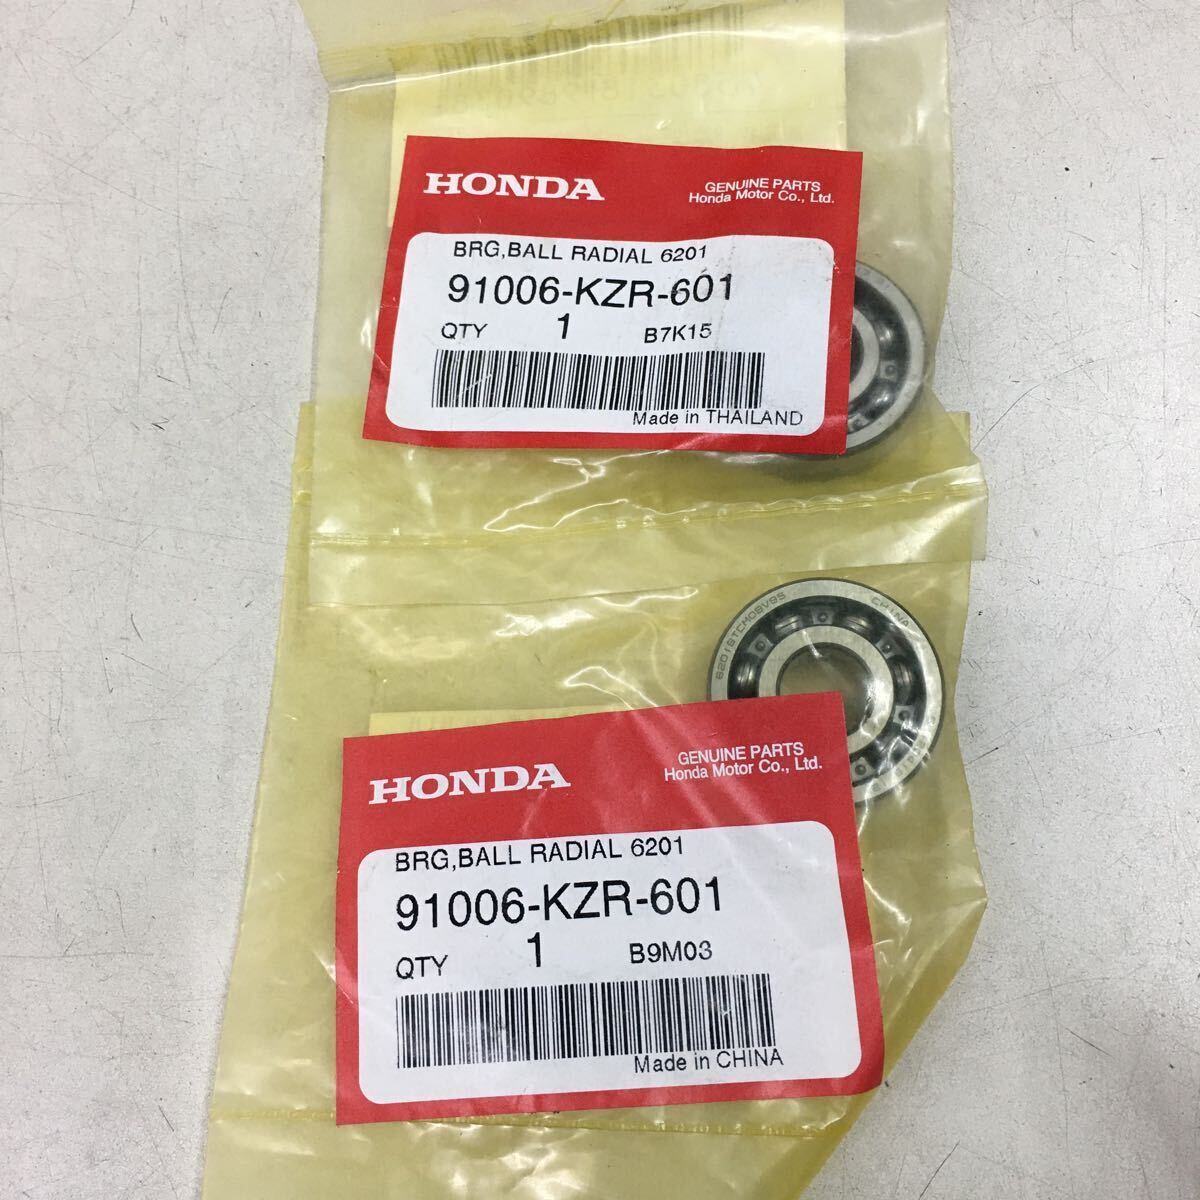 HONDA
GENUINE PARTS
Honda Motor Co., Ltd.
BRG,BALL RADIAL 6201
91006-KZR-601
QTY 1 B7K15
Made in THAILAND
CHINA
HONDA
GENUINE PARTS
Honda Motor Co., Ltd.
BRG,BALL RADIAL 6201
91006-KZR-601
QTY 1 B9M03
Made in CHINA